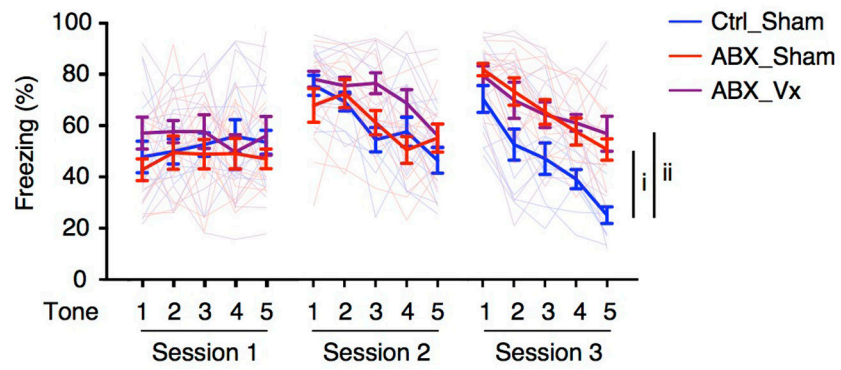 Freezing (%)
100
80
60
40
20
0
Ctrl_Sham
ABX_Sham
ABX_Vx
i
ii
Tone 1 2 3 4 5 1 2 3 4 5 1 2 3 4 5
Session 1 Session 2 Session 3